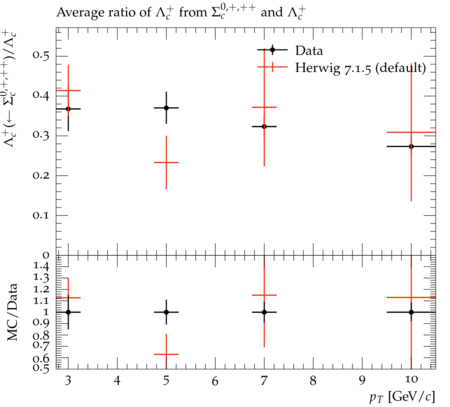 Average ratio of Λc+ from Σc0,+,++ and Λc+
Λc+(← Σc0,+,++)/Λc+
Data
Herwig 7.1.5 (default)
0.5
0.4
0.3
0.2
0.1
0
MC/Data
1.4
1.3
1.2
1.1
1
0.9
0.8
0.7
0.6
0.5
3 4 5 6 7 8 9 10
pT [GeV/c]